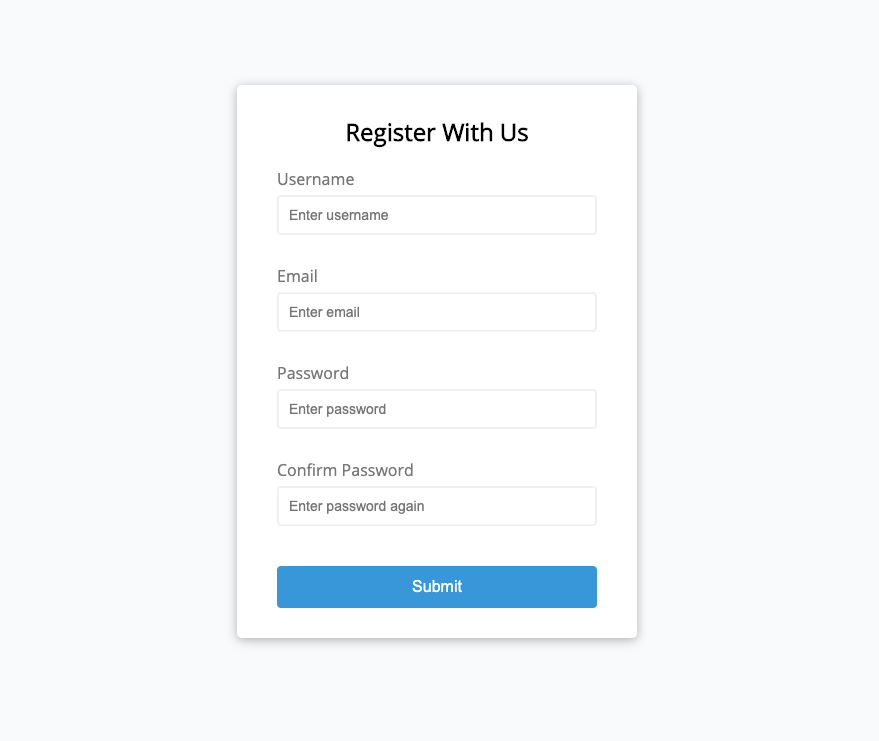 Register With Us
Username
Enter username
Email
Enter email
Password
Enter password
Confirm Password
Enter password again
Submit